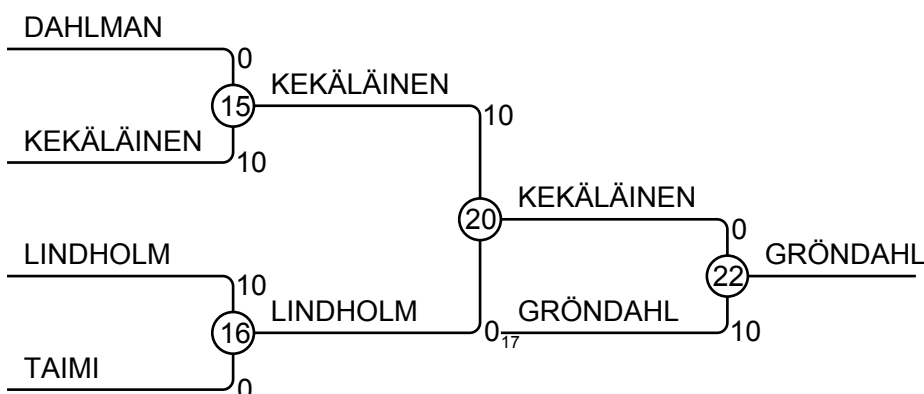 DAHLMAN
0
15
KEKÄLÄINEN
10
KEKÄLÄINEN
10
20
KEKÄLÄINEN
0
LINDHOLM
10
22
GRÖNDAHL
16
LINDHOLM
0
17
GRÖNDAHL
10
TAIMI
0